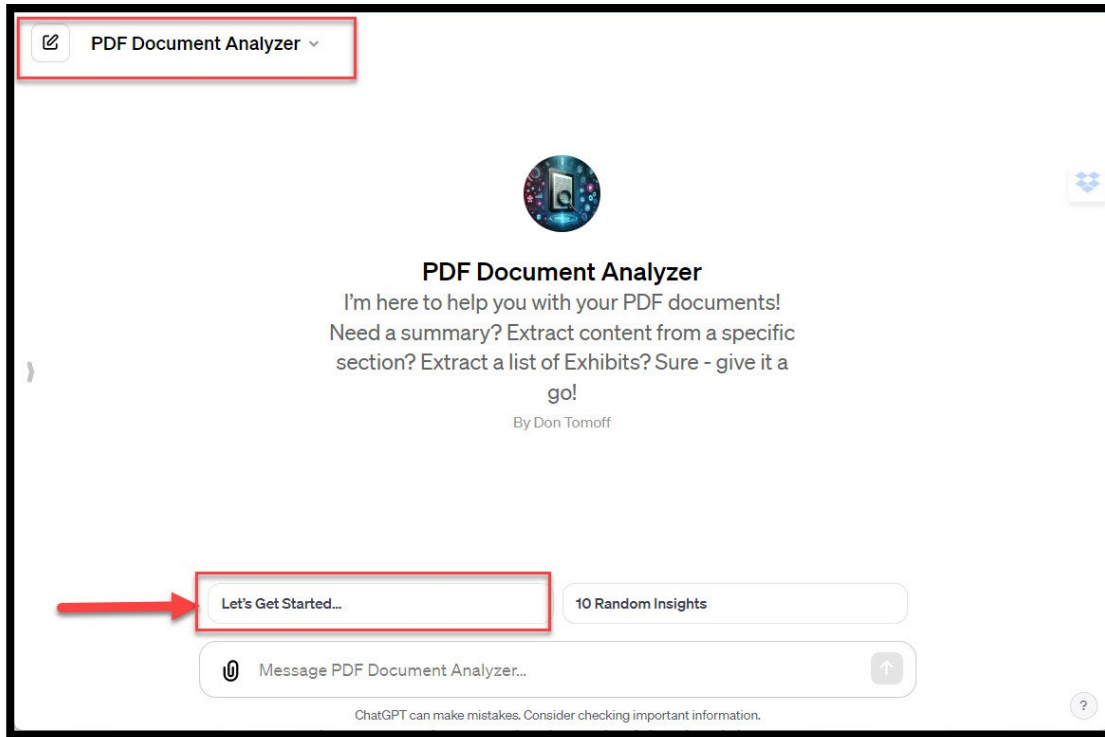 PDF Document Analyzer
PDF Document Analyzer
I'm here to help you with your PDF documents!
Need a summary? Extract content from a specific
section? Extract a list of Exhibits? Sure - give it a
go!
By Don Tomoff
Let's Get Started...
10 Random Insights
Message PDF Document Analyzer...
ChatGPT can make mistakes. Consider checking important information.
?